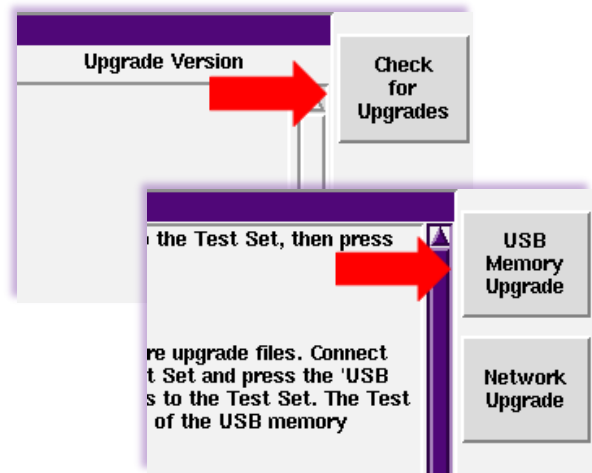 Upgrade Version
Check
for
Upgrades
the Test Set, then press
USB
Memory
Upgrade
re upgrade files. Connect
t Set and press the 'USB
s to the Test Set. The Test
of the USB memory
Network
Upgrade